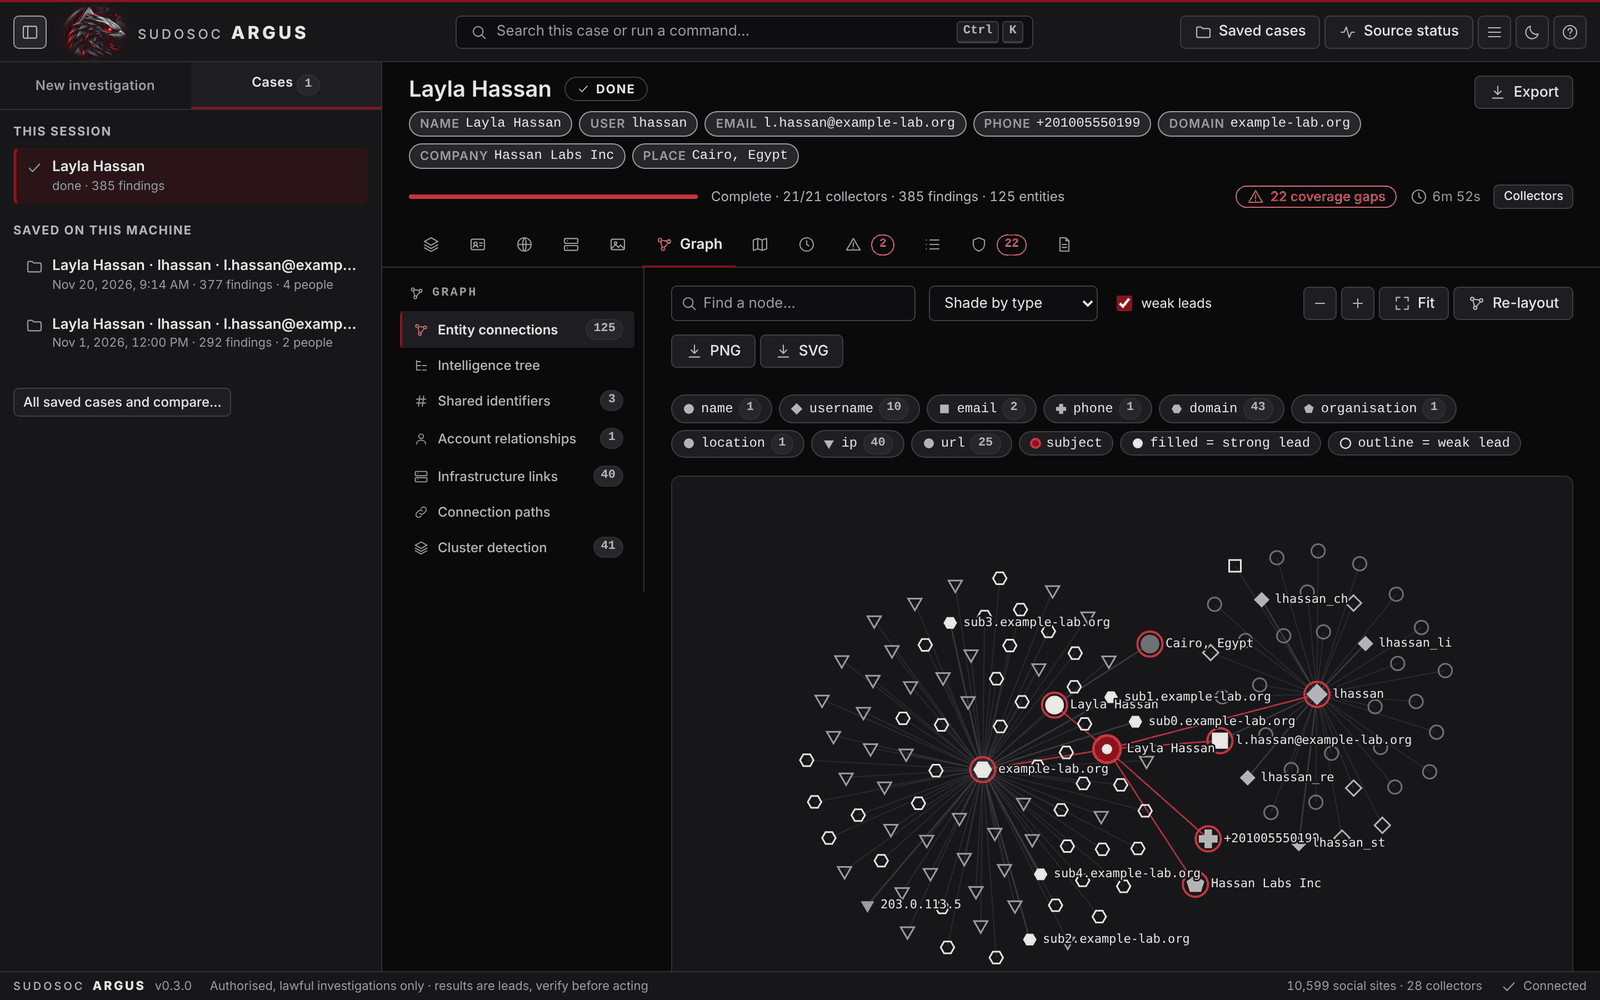 SUDOSOC ARGUS
Search this case or run a command...
Ctrl K
Saved cases
Source status
New investigation
Cases 1
THIS SESSION
Layla Hassan
done · 385 findings
SAVED ON THIS MACHINE
Layla Hassan · lhassan · l.hassan@examp...
Nov 20, 2026, 9:14 AM · 377 findings · 4 people
Layla Hassan · lhassan · l.hassan@examp...
Nov 1, 2026, 12:00 PM · 292 findings · 2 people
All saved cases and compare...
Layla Hassan
DONE
Export
NAME Layla Hassan
USER lhassan
EMAIL l.hassan@example-lab.org
PHONE +201005550199
DOMAIN example-lab.org
COMPANY Hassan Labs Inc
PLACE Cairo, Egypt
Complete · 21/21 collectors · 385 findings · 125 entities
22 coverage gaps
6m 52s
Collectors
Graph
2
22
GRAPH
Entity connections 125
Intelligence tree
Shared identifiers 3
Account relationships 1
Infrastructure links 40
Connection paths
Cluster detection 41
Find a node...
Shade by type
weak leads
Fit
Re-layout
PNG
SVG
name 1
username 10
email 2
phone 1
domain 43
organisation 1
location 1
ip 40
url 25
subject
filled = strong lead
outline = weak lead
lhassan_ch
sub3.example-lab.org
Cairo, Egypt
lhassan_li
lhassan
sub1.example-lab.org
Layla Hassan
sub0.example-lab.org
l.hassan@example-lab.org
Layla Hassan
example-lab.org
lhassan_re
+201005550199
lhassan_st
sub4.example-lab.org
Hassan Labs Inc
203.0.113.5
sub2.example-lab.org
SUDOSOC ARGUS v0.3.0
Authorised, lawful investigations only · results are leads, verify before acting
10,599 social sites · 28 collectors
Connected